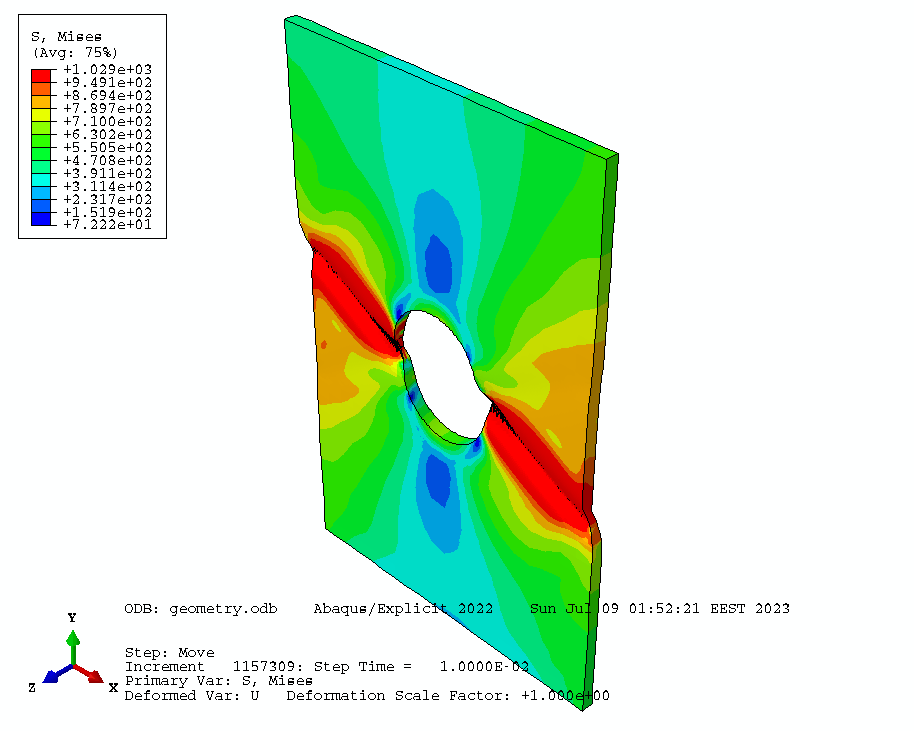 S, Mises
(Avg: 75%)
+1.029e+03
+9.491e+02
+8.694e+02
+7.897e+02
+7.100e+02
+6.302e+02
+5.505e+02
+4.708e+02
+3.911e+02
+3.114e+02
+2.317e+02
+1.519e+02
+7.222e+01
ODB: geometry.odb    Abaqus/Explicit 2022    Sun Jul 09 01:52:21 EEST 2023
Y
Z
X
Step: Move
Increment   1157309: Step Time =   1.0000E-02
Primary Var: S, Mises
Deformed Var: U   Deformation Scale Factor: +1.000e+00